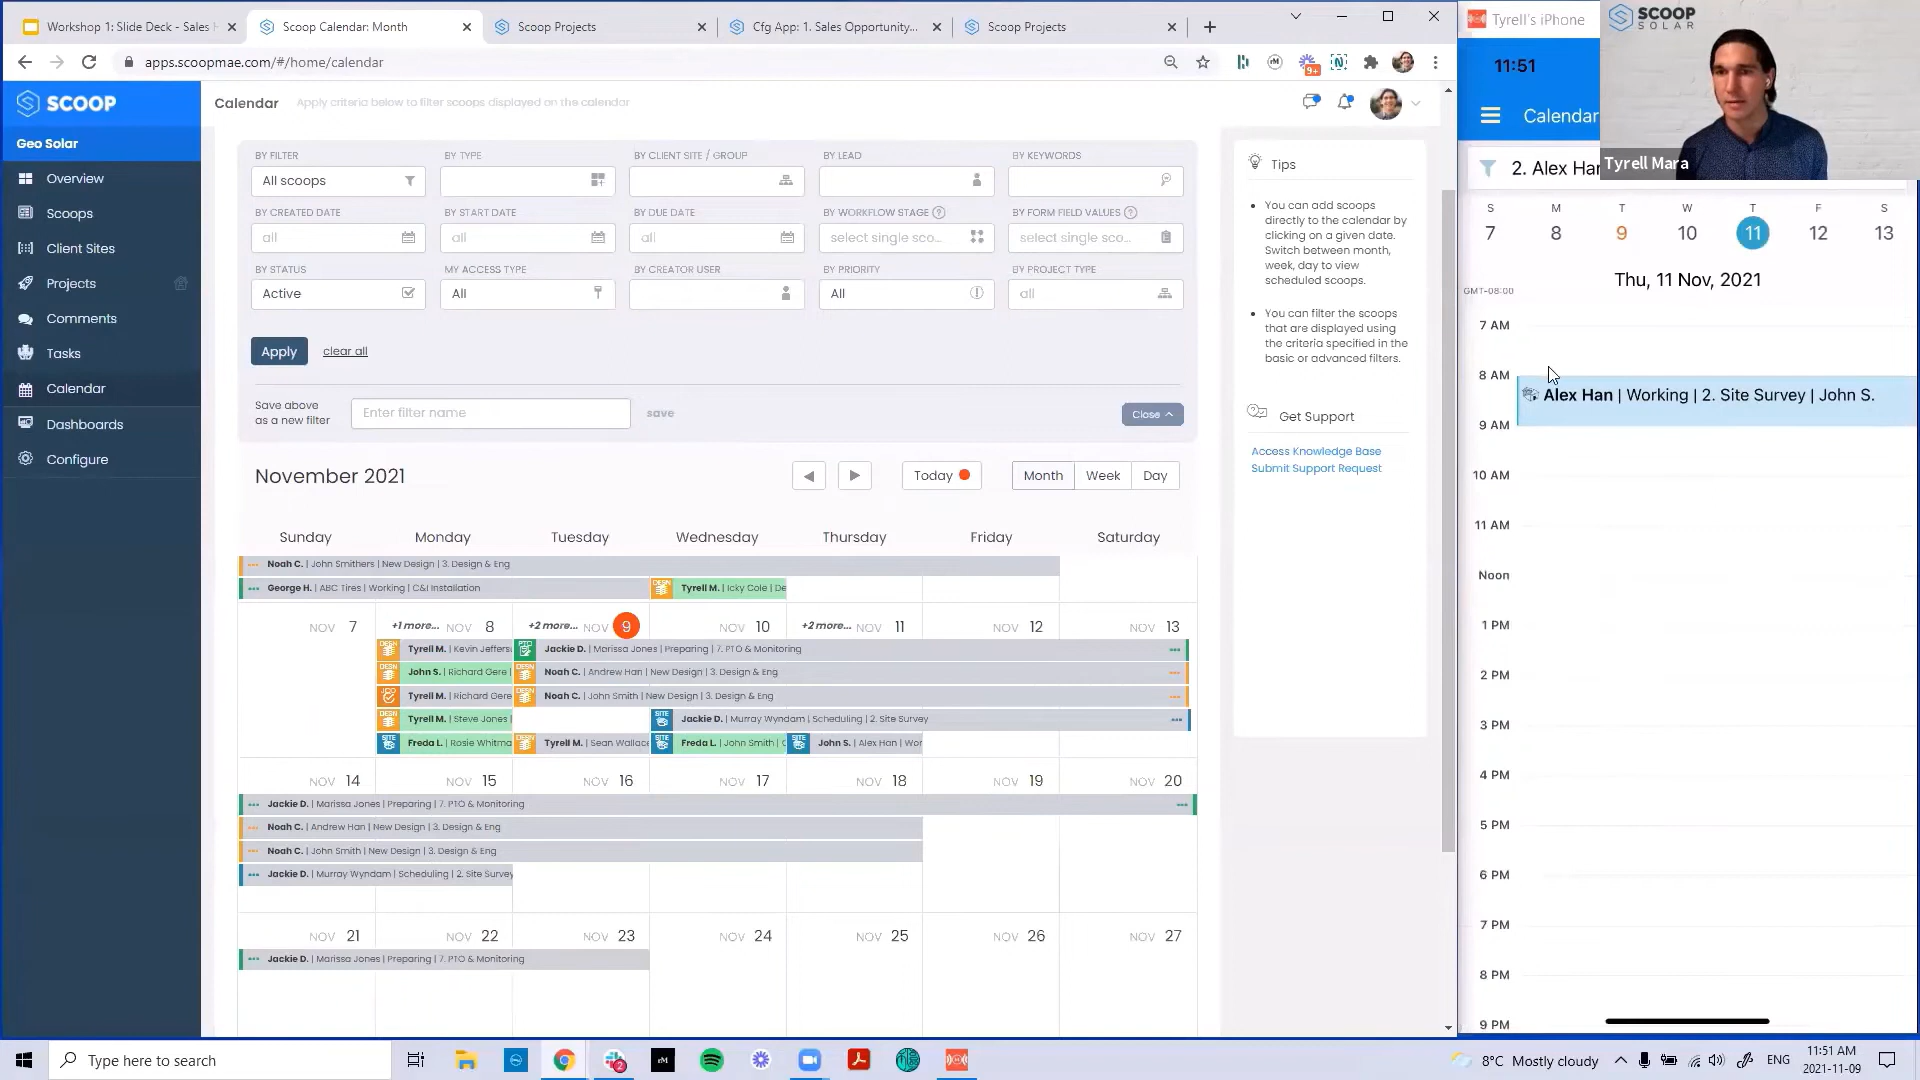 Workshop 1: Slide Deck - Sales
Scoop Calendar: Month
Scoop Projects
Cfg App: 1. Sales Opportunity...
Scoop Projects
apps.scoopmae.com/#/home/calendar
9+
SCOOP
Geo Solar
Overview
Scoops
Client Sites
Projects
Comments
Tasks
Calendar
Dashboards
Configure
Calendar Apply criteria below to filter scoops displayed on the calendar
BY FILTER BY TYPE BY CLIENT SITE / GROUP BY LEAD BY KEYWORDS
All scoops
BY CREATED DATE BY START DATE BY DUE DATE BY WORKFLOW STAGE BY FORM FIELD VALUES
all all all select single sco... select single sco...
BY STATUS MY ACCESS TYPE BY CREATOR USER BY PRIORITY BY PROJECT TYPE
Active All All all
Apply clear all
Save above
as a new filter
Enter filter name save Close
November 2021 Today Month Week Day
Sunday Monday Tuesday Wednesday Thursday Friday Saturday
Noah C. | John Smithers | New Design | 3. Design & Eng
George H. | ABC Tires | Working | C&I Installation
DESN Tyrell M. | Icky Cole | De
NOV 7 +1 more... NOV 8 +2 more... NOV 9 NOV 10 +2 more... NOV 11 NOV 12 NOV 13
DESN Tyrell M. | Kevin Jeffers PTO Jackie D. | Marissa Jones | Preparing | 7. PTO & Monitoring
DESN John S. | Richard Gere | DESN Noah C. | Andrew Han | New Design | 3. Design & Eng
Tyrell M. | Richard Gere DESN Noah C. | John Smith | New Design | 3. Design & Eng
DESN Tyrell M. | Steve Jones | SITE Jackie D. | Murray Wyndam | Scheduling | 2. Site Survey
SITE Freda L. | Rosie Whitma DESN Tyrell M. | Sean Wallac SITE Freda L. | John Smith | SITE John S. | Alex Han | Wor
NOV 14 NOV 15 NOV 16 NOV 17 NOV 18 NOV 19 NOV 20
Jackie D. | Marissa Jones | Preparing | 7. PTO & Monitoring
Noah C. | Andrew Han | New Design | 3. Design & Eng
Noah C. | John Smith | New Design | 3. Design & Eng
Jackie D. | Murray Wyndam | Scheduling | 2. Site Survey
NOV 21 NOV 22 NOV 23 NOV 24 NOV 25 NOV 26 NOV 27
Jackie D. | Marissa Jones | Preparing | 7. PTO & Monitoring
Tips
You can add scoops
directly to the calendar by
clicking on a given date.
Switch between month,
week, day to view
scheduled scoops.
You can filter the scoops
that are displayed using
the criteria specified in the
basic or advanced filters.
Get Support
Access Knowledge Base
Submit Support Request
Tyrell's iPhone
SCOOP
SOLAR
Tyrell Mara
11:51
Calendar
2. Alex Han
S M T W T F S
7 8 9 10 11 12 13
Thu, 11 Nov, 2021
GMT-08:00
7 AM
8 AM
Alex Han | Working | 2. Site Survey | John S.
9 AM
10 AM
11 AM
Noon
1 PM
2 PM
3 PM
4 PM
5 PM
6 PM
7 PM
8 PM
9 PM
Type here to search
rM
2
8°C Mostly cloudy
ENG
11:51 AM
2021-11-09